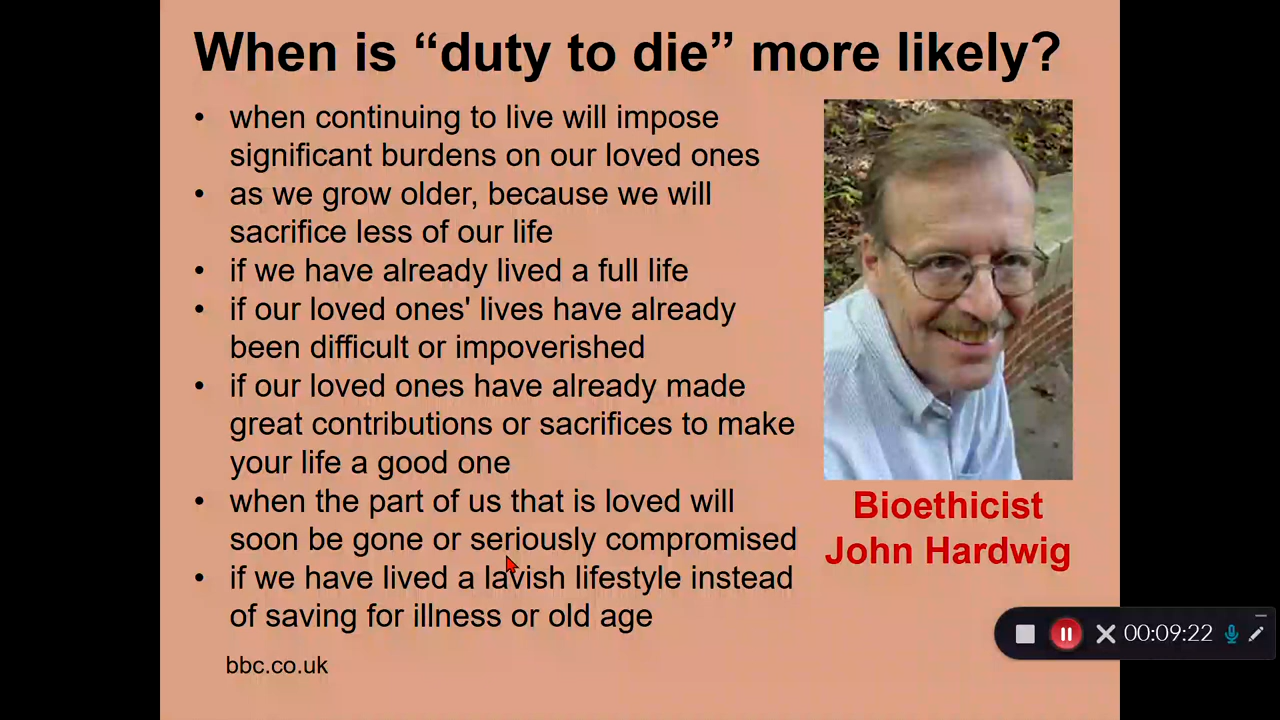 When is “duty to die” more likely?
• when continuing to live will impose
significant burdens on our loved ones
• as we grow older, because we will
sacrifice less of our life
• if we have already lived a full life
• if our loved ones' lives have already
been difficult or impoverished
• if our loved ones have already made
great contributions or sacrifices to make
your life a good one
• when the part of us that is loved will
soon be gone or seriously compromised
• if we have lived a lavish lifestyle instead
of saving for illness or old age
bbc.co.uk
Bioethicist
John Hardwig
00:09:22